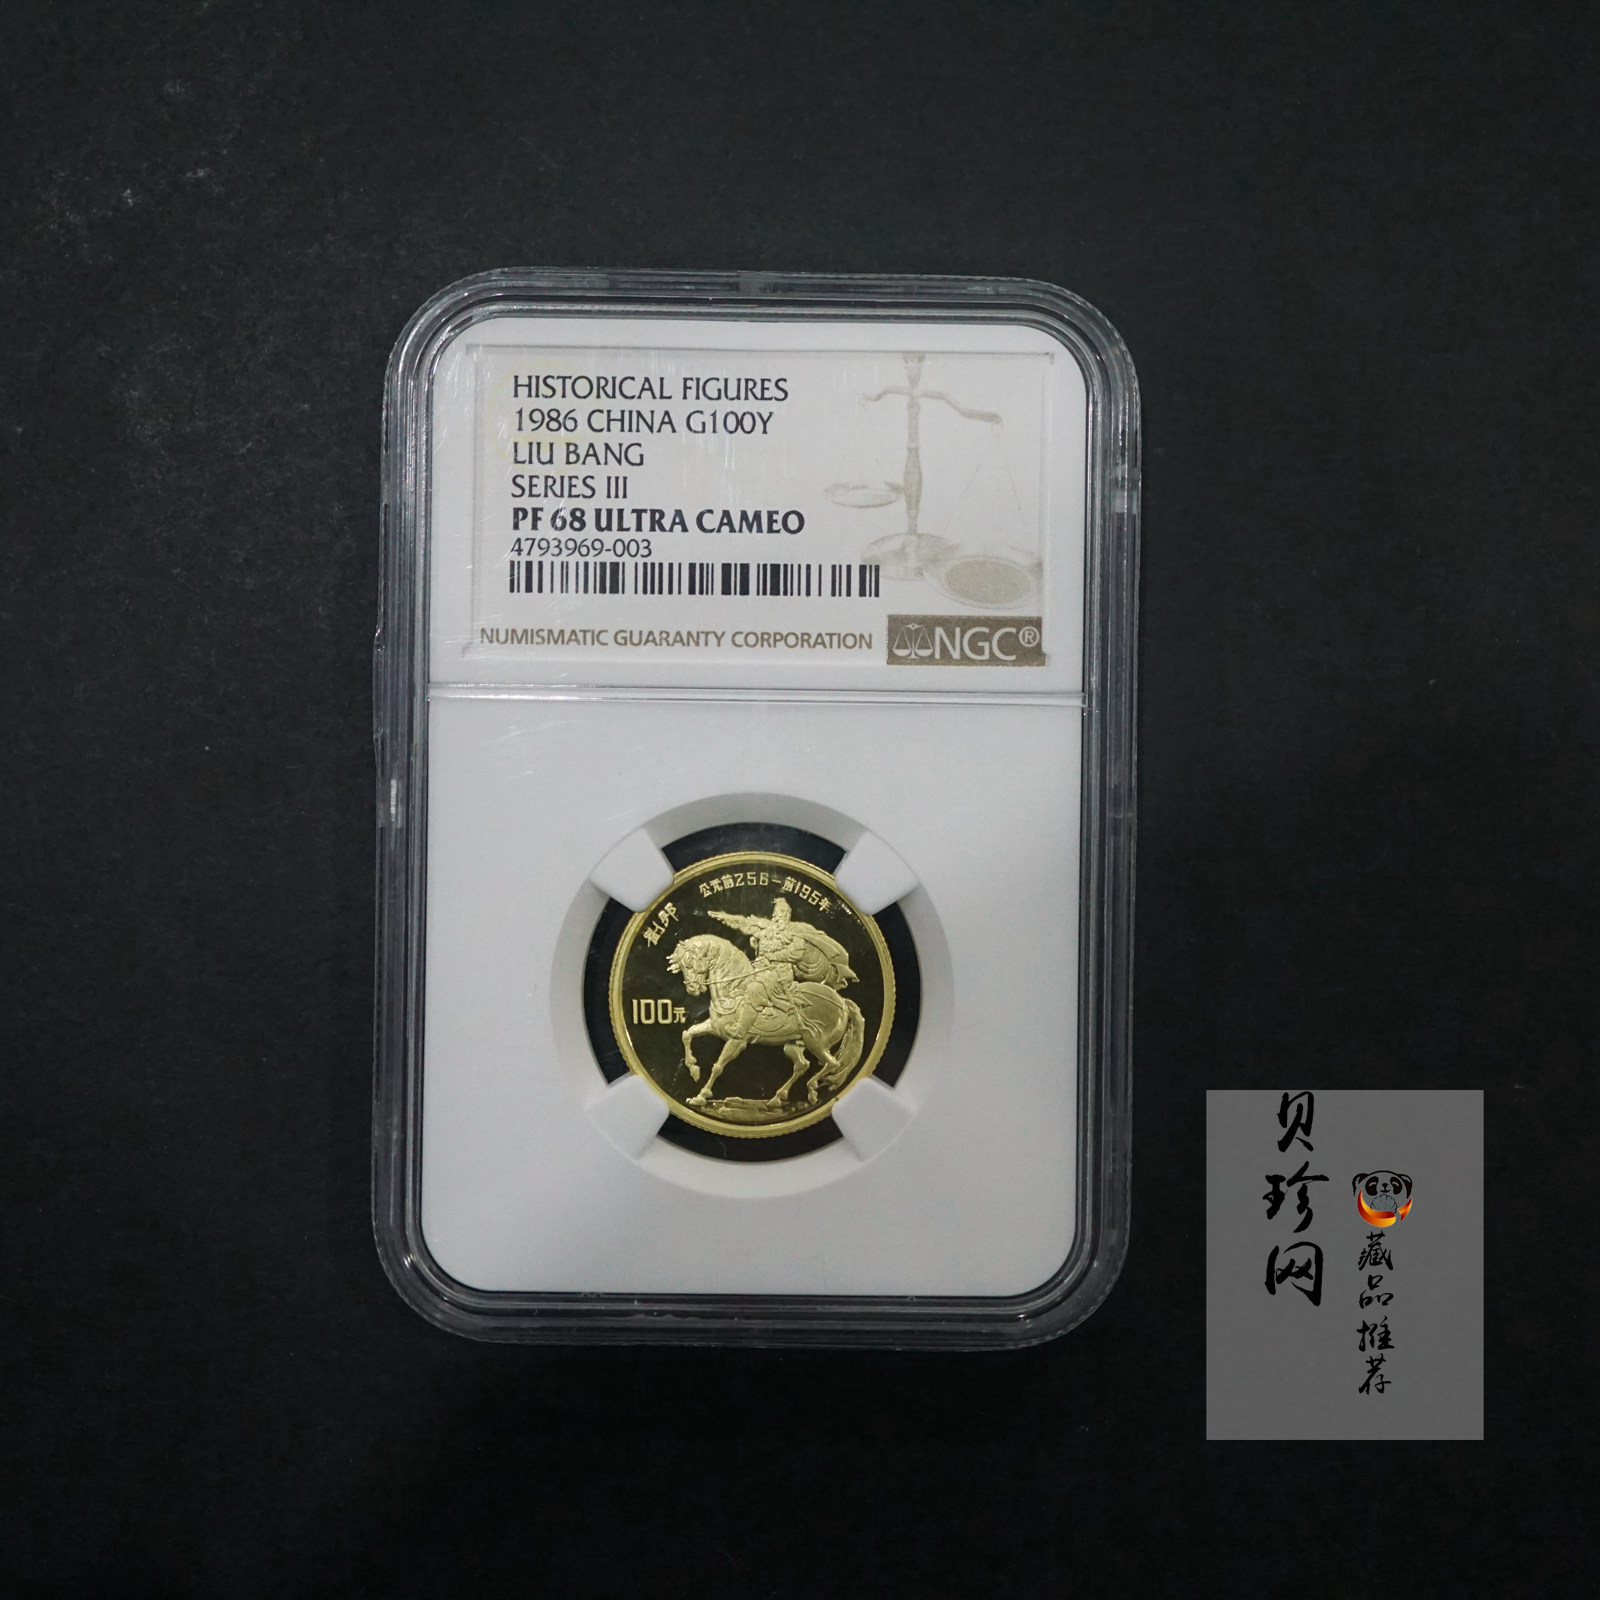 HISTORICAL FIGURES
1986 CHINA G100Y
LIU BANG
SERIES III
PF 68 ULTRA CAMEO
4793969-003
NUMISMATIC GUARANTY CORPORATION
NGC®
公元前256—前195年
劉邦
100元
贝珍网
藏品推荐